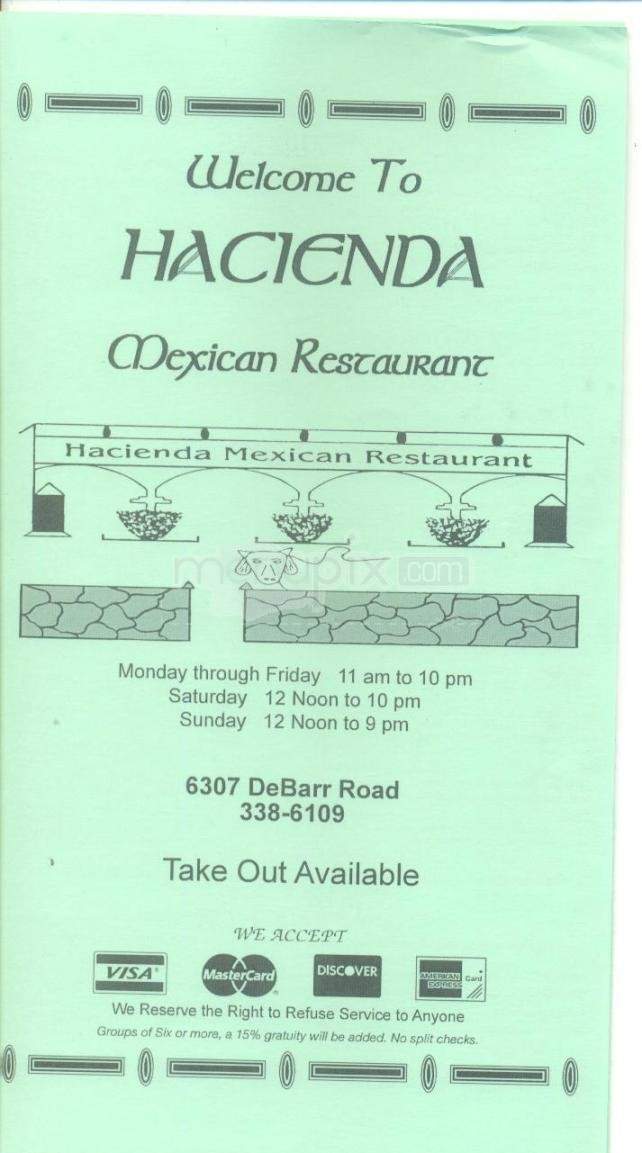 Welcome To
HACIENDA
Mexican Restaurant
Hacienda Mexican Restaurant
menupix.com
Monday through Friday 11 am to 10 pm
Saturday 12 Noon to 10 pm
Sunday 12 Noon to 9 pm
6307 DeBarr Road
338-6109
Take Out Available
WE ACCEPT
VISA MasterCard DISCOVER AMERICAN EXPRESS Card
We Reserve the Right to Refuse Service to Anyone
Groups of Six or more, a 15% gratuity will be added. No split checks.